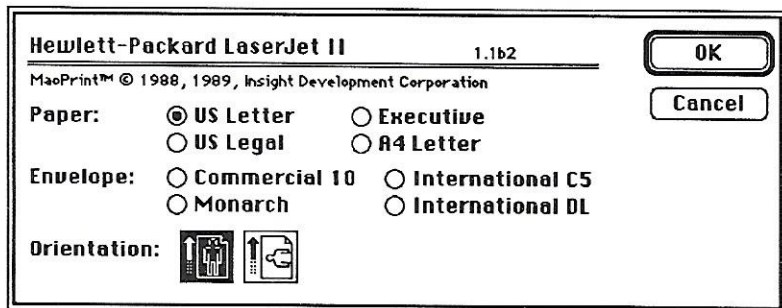 Hewlett-Packard LaserJet II 1.1b2 OK
MacPrint™ © 1988, 1989, Insight Development Corporation
Cancel
Paper: US Letter Executive
US Legal A4 Letter
Envelope: Commercial 10 International C5
Monarch International DL
Orientation: